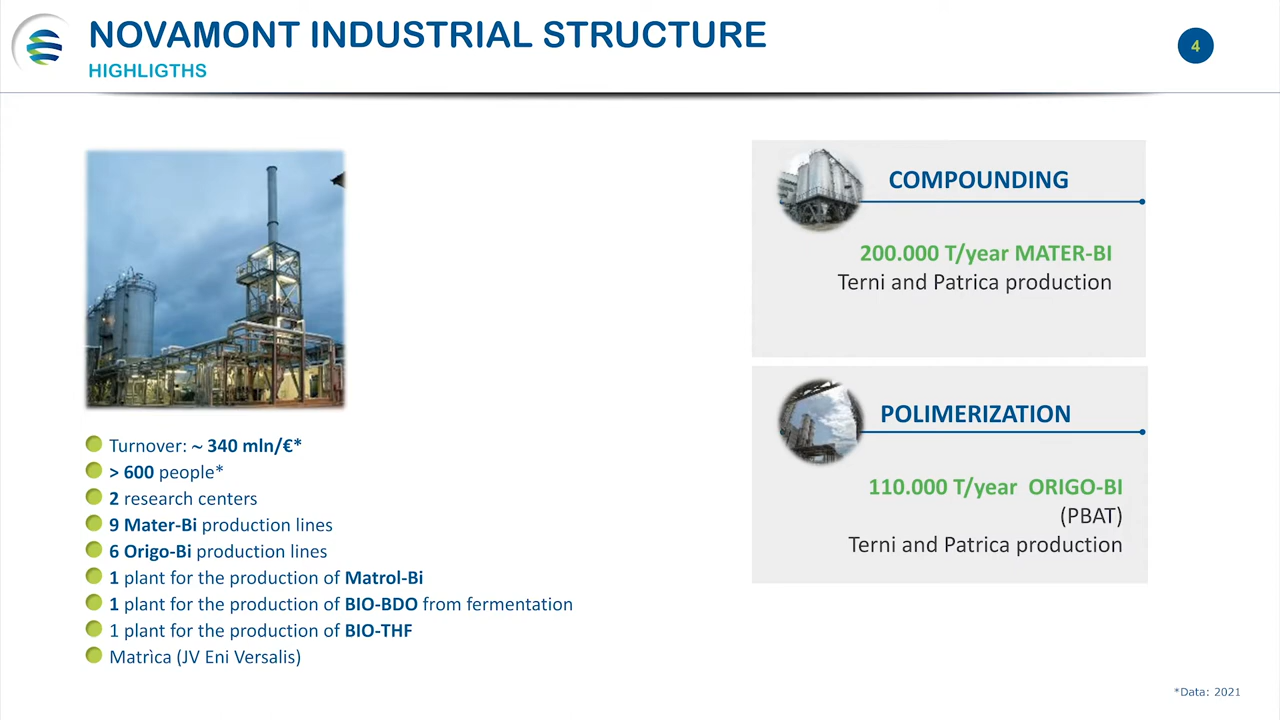 NOVAMONT INDUSTRIAL STRUCTURE
HIGHLIGTHS
4
Turnover: ~ 340 mln/€*
> 600 people*
2 research centers
9 Mater-Bi production lines
6 Origo-Bi production lines
1 plant for the production of Matrol-Bi
1 plant for the production of BIO-BDO from fermentation
1 plant for the production of BIO-THF
Matrìca (JV Eni Versalis)
COMPOUNDING
200.000 T/year MATER-BI
Terni and Patrica production
POLIMERIZATION
110.000 T/year ORIGO-BI
(PBAT)
Terni and Patrica production
*Data: 2021